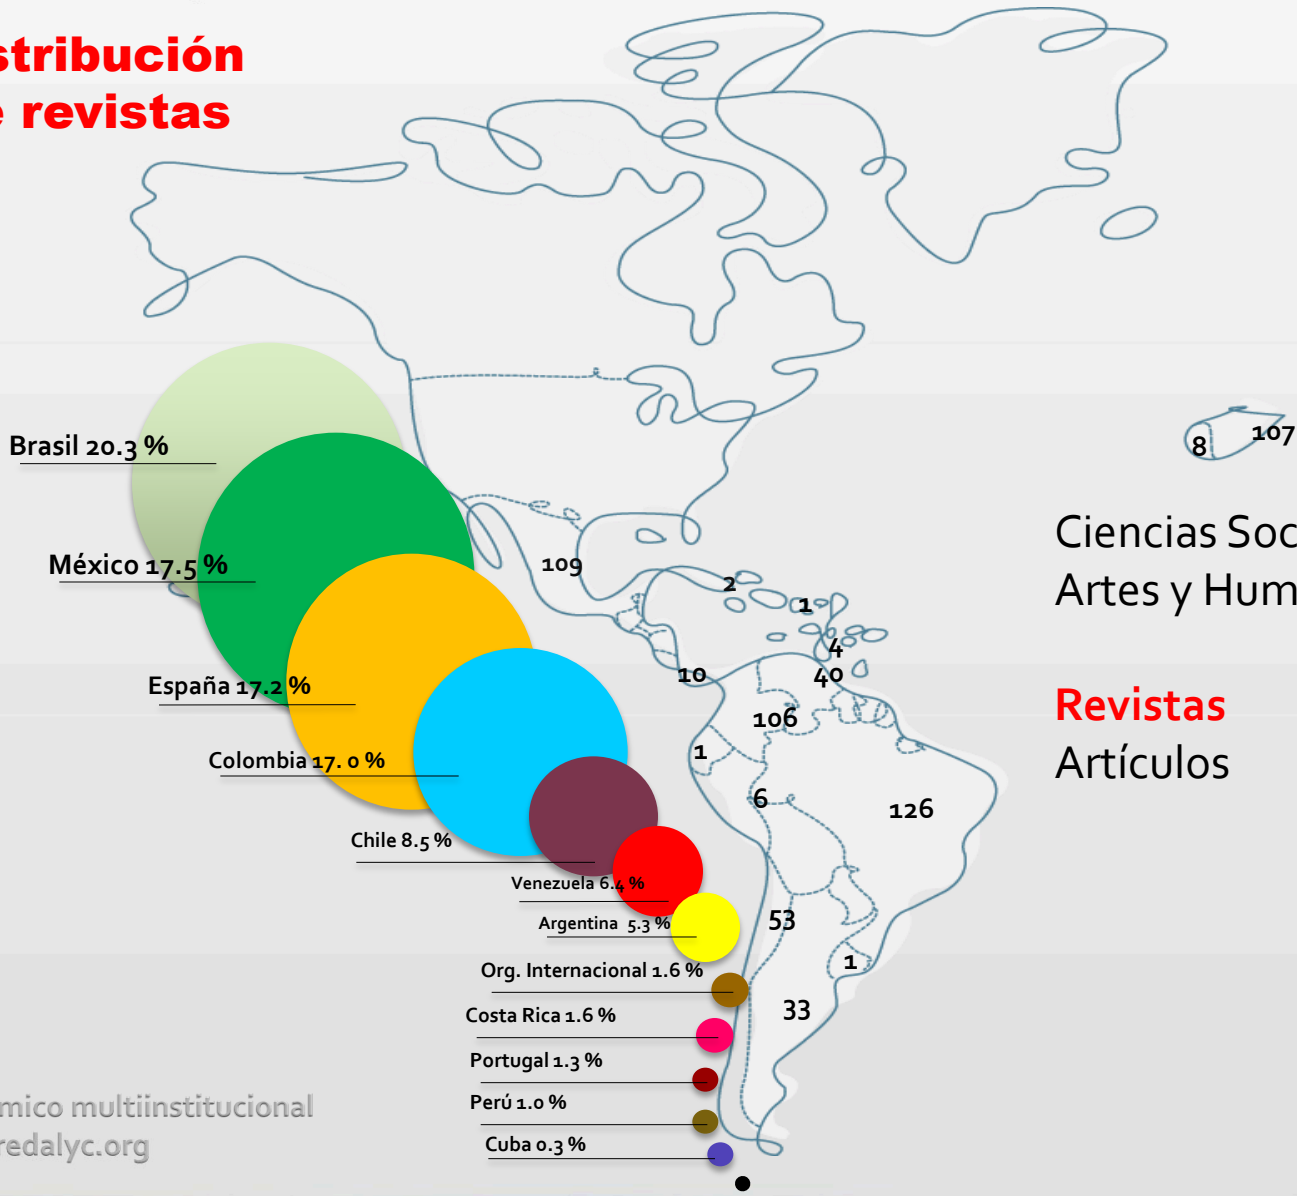 stribución
e revistas
Brasil 20.3 %
México 17.5 %
España 17.2 %
Colombia 17. 0 %
Chile 8.5 %
Venezuela 6.4 %
Argentina 5.3 %
Org. Internacional 1.6 %
Costa Rica 1.6 %
Portugal 1.3 %
Perú 1.0 %
Cuba 0.3 %
109
2
1
4
10
40
106
1
6
126
53
1
33
8
107
Ciencias Soc
Artes y Hum
Revistas
Artículos
mico multiinstitucional
redalyc.org